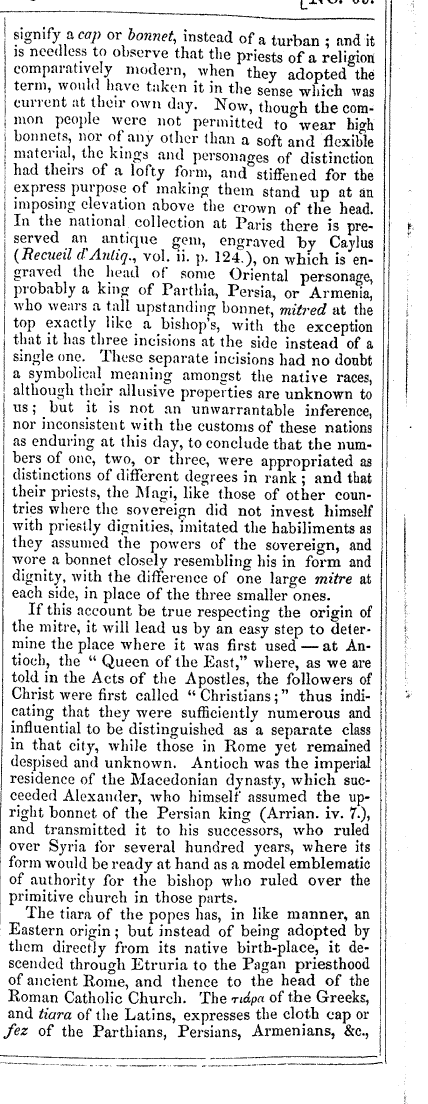 [NO. 69.
signify a cap or bonnet, instead of a turban ; and it
is needless to observe that the priests of a religion
comparatively modern, when they adopted the
term, would have taken it in the sense which was
current at their own day. Now, though the com-
mon people were not permitted to wear high
bonnets, nor of any other than a soft and flexible
material, the kings and personages of distinction
had theirs of a lofty form, and stiffened for the
express purpose of making them stand up at an
imposing elevation above the crown of the head.
In the national collection at Paris there is pre-
served an antique gem, engraved by Caylus
(Recueil d'Antiq., vol. ii. p. 124.), on which is en-
graved the head of some Oriental personage,
probably a king of Parthia, Persia, or Armenia,
who wears a tall upstanding bonnet, mitred at the
top exactly like a bishop's, with the exception
that it has three incisions at the side instead of a
single one. These separate incisions had no doubt
a symbolical meaning amongst the native races,
although their allusive properties are unknown to
us ; but it is not an unwarrantable inference,
nor inconsistent with the customs of these nations
as enduring at this day, to conclude that the num-
bers of one, two, or three, were appropriated as
distinctions of different degrees in rank ; and that
their priests, the Magi, like those of other coun-
tries where the sovereign did not invest himself
with priestly dignities, imitated the habiliments as
they assumed the powers of the sovereign, and
wore a bonnet closely resembling his in form and
dignity, with the difference of one large mitre at
each side, in place of the three smaller ones.
If this account be true respecting the origin of
the mitre, it will lead us by an easy step to deter-
mine the place where it was first used — at An-
tioch, the " Queen of the East," where, as we are
told in the Acts of the Apostles, the followers of
Christ were first called " Christians ;" thus indi-
cating that they were sufficiently numerous and
influential to be distinguished as a separate class
in that city, while those in Rome yet remained
despised and unknown. Antioch was the imperial
residence of the Macedonian dynasty, which suc-
ceeded Alexander, who himself assumed the up-
right bonnet of the Persian king (Arrian. iv. 7.),
and transmitted it to his successors, who ruled
over Syria for several hundred years, where its
form would be ready at hand as a model emblematic
of authority for the bishop who ruled over the
primitive church in those parts.
The tiara of the popes has, in like manner, an
Eastern origin ; but instead of being adopted by
them directly from its native birth-place, it de-
scended through Etruria to the Pagan priesthood
of ancient Rome, and thence to the head of the
Roman Catholic Church. The τιάρα of the Greeks,
and tiara of the Latins, expresses the cloth cap or
fez of the Parthians, Persians, Armenians, &c.,